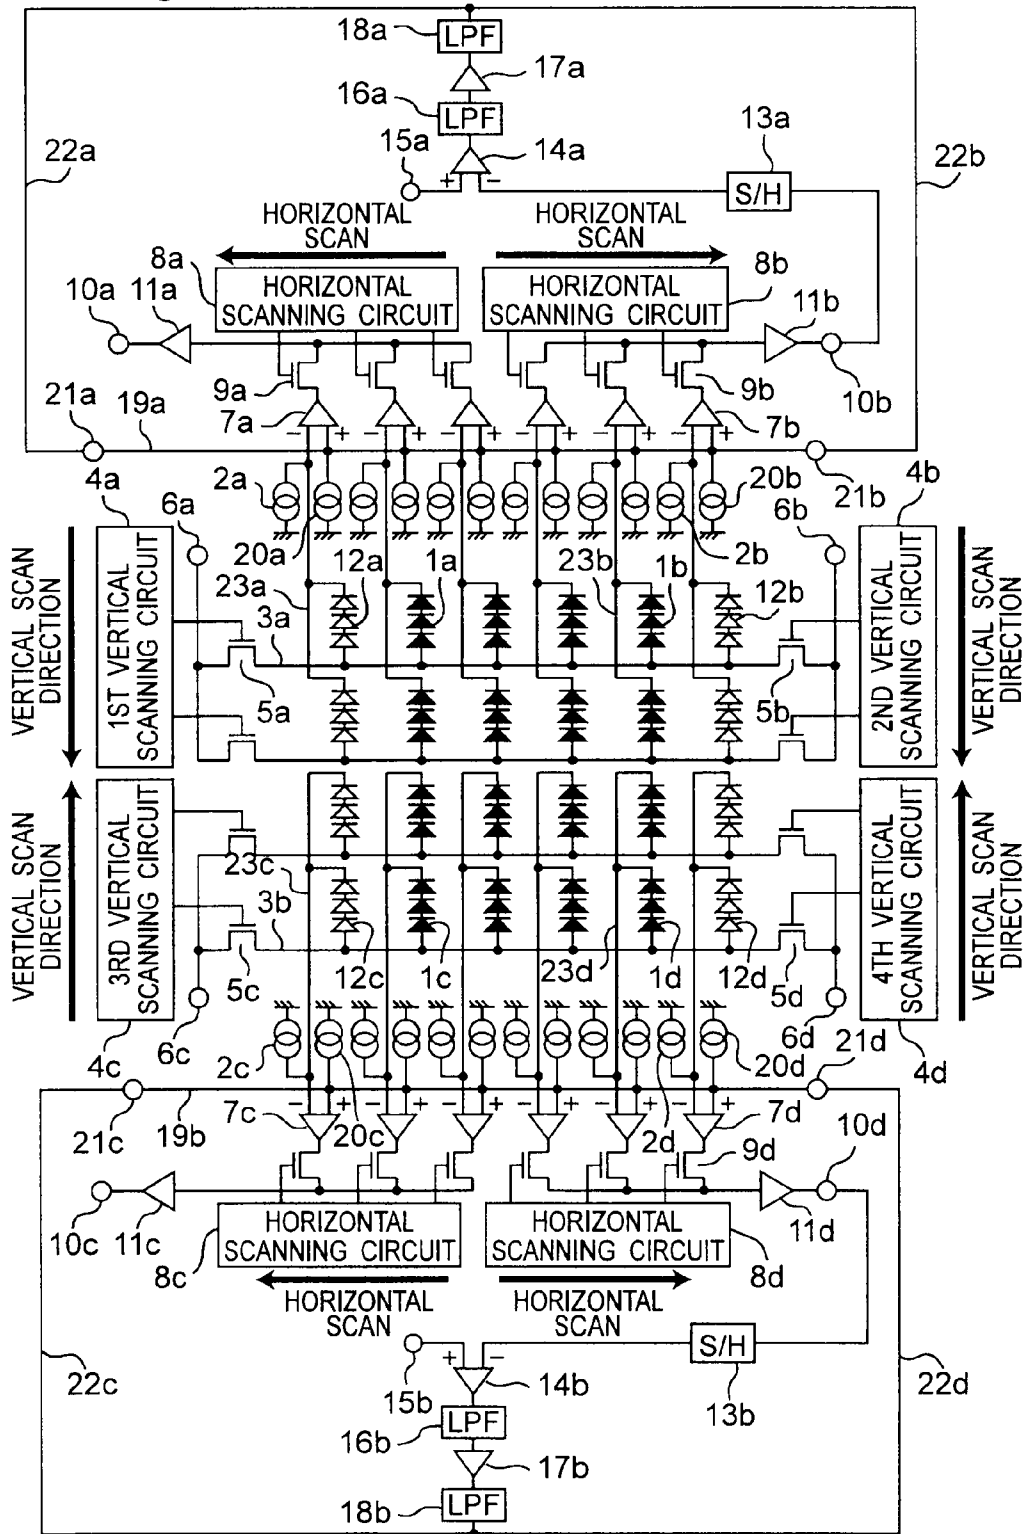 18a
LPF
17a
16a
LPF
15a
14a
13a
22a
22b
+ −
S/H
HORIZONTAL
SCAN
HORIZONTAL
SCAN
8a
8b
10a
11a
HORIZONTAL
SCANNING CIRCUIT
HORIZONTAL
SCANNING CIRCUIT
11b
9a
9b
10b
21a
19a
7a
7b
− + − + − + − + − + − +
21b
4a
6a
2a
20b
4b
6b
20a
12a
1a
23b
2b
1b
12b
23a
3a
5a
5b
VERTICAL SCAN
DIRECTION
1ST VERTICAL
SCANNING CIRCUIT
2ND VERTICAL
SCANNING CIRCUIT
VERTICAL SCAN
DIRECTION
VERTICAL SCAN
DIRECTION
3RD VERTICAL
SCANNING CIRCUIT
4TH VERTICAL
SCANNING CIRCUIT
VERTICAL SCAN
DIRECTION
23c
3b
5c
12c
1c
23d
1d
12d
5d
6c
6d
4c
2c
20d
21d
4d
21c
19b
7c
− + − + − + − + − + − +
20c
2d
7d
9d
10d
10c
11c
8c
HORIZONTAL
SCANNING CIRCUIT
HORIZONTAL
SCANNING CIRCUIT
8d
11d
HORIZONTAL
SCAN
HORIZONTAL
SCAN
22c
15b
+ −
14b
S/H
13b
22d
16b
LPF
17b
18b
LPF